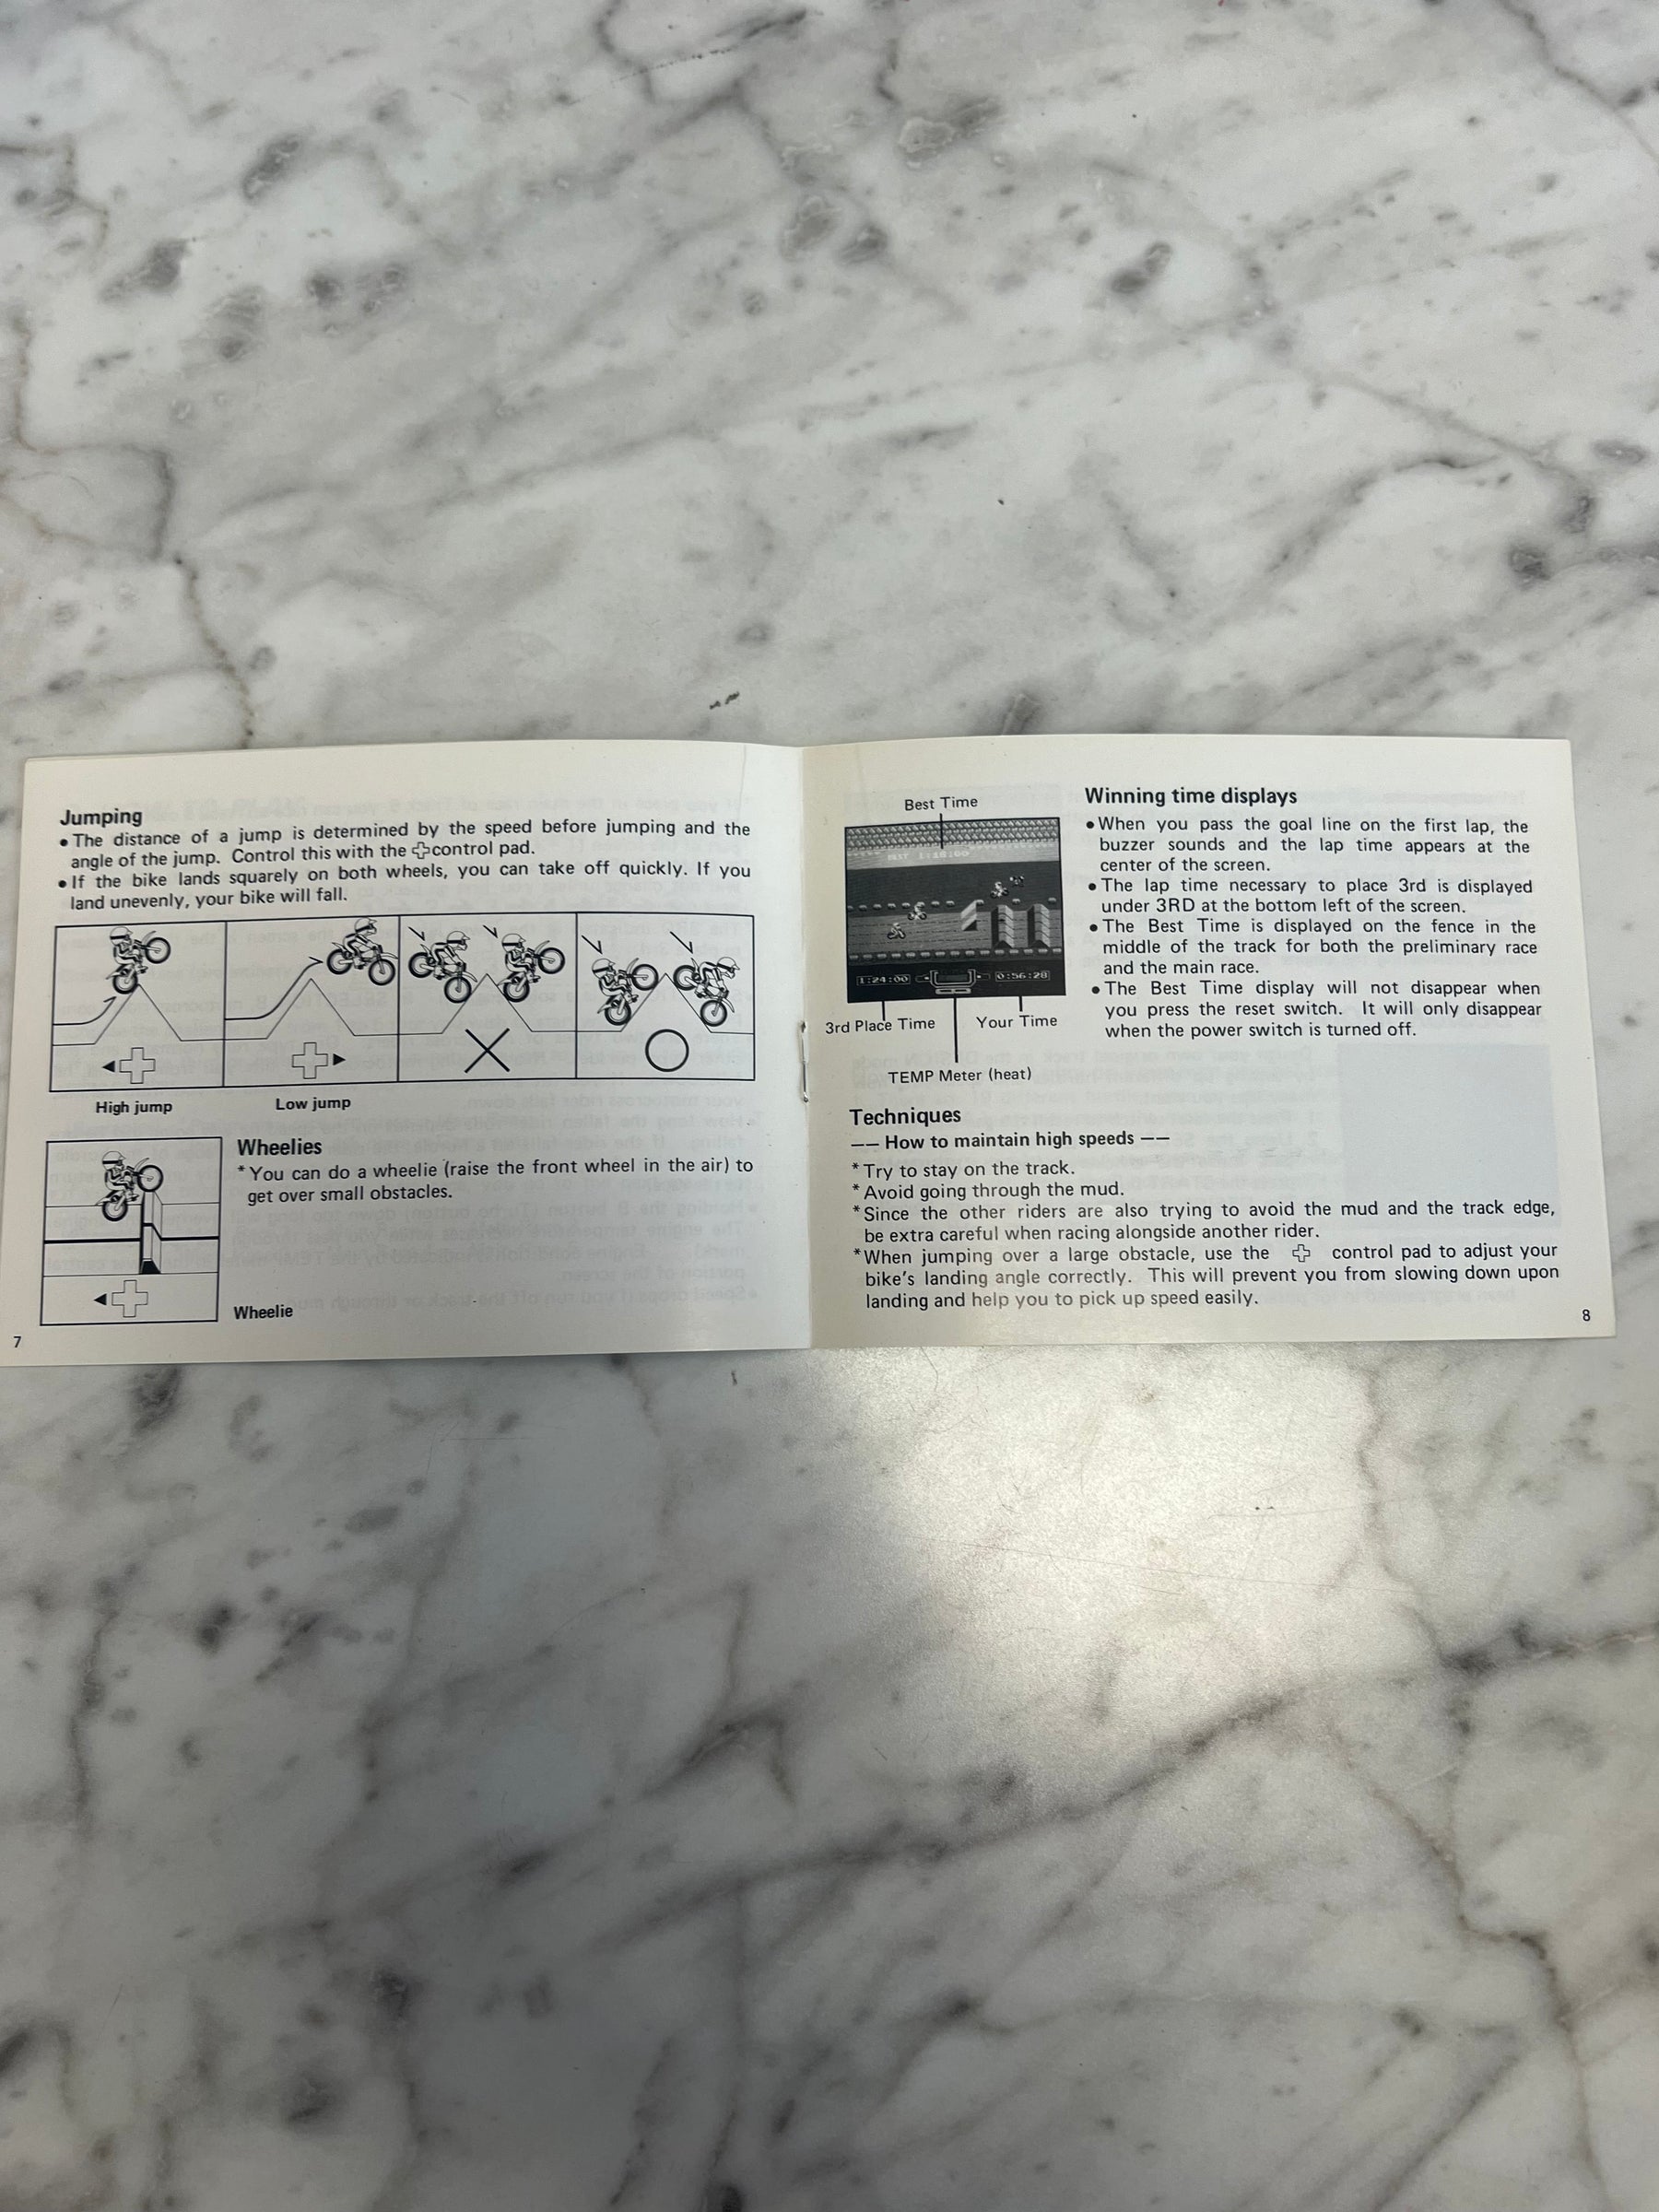 Jumping
•The distance of a jump is determined by the speed before jumping and the
angle of the jump. Control this with the control pad.
•If the bike lands squarely on both wheels, you can take off quickly. If you
land unevenly, your bike will fall.
High jump
Low jump
Wheelies
*You can do a wheelie (raise the front wheel in the air) to
get over small obstacles.
Wheelie
7
Best Time
1:24:00
0:56:28
3rd Place Time
Your Time
TEMP Meter (heat)
Winning time displays
•When you pass the goal line on the first lap, the
buzzer sounds and the lap time appears at the
center of the screen.
•The lap time necessary to place 3rd is displayed
under 3RD at the bottom left of the screen.
•The Best Time is displayed on the fence in the
middle of the track for both the preliminary race
and the main race.
•The Best Time display will not disappear when
you press the reset switch. It will only disappear
when the power switch is turned off.
Techniques
—— How to maintain high speeds ——
*Try to stay on the track.
*Avoid going through the mud.
*Since the other riders are also trying to avoid the mud and the track edge,
be extra careful when racing alongside another rider.
*When jumping over a large obstacle, use the control pad to adjust your
bike's landing angle correctly. This will prevent you from slowing down upon
landing and help you to pick up speed easily.
8